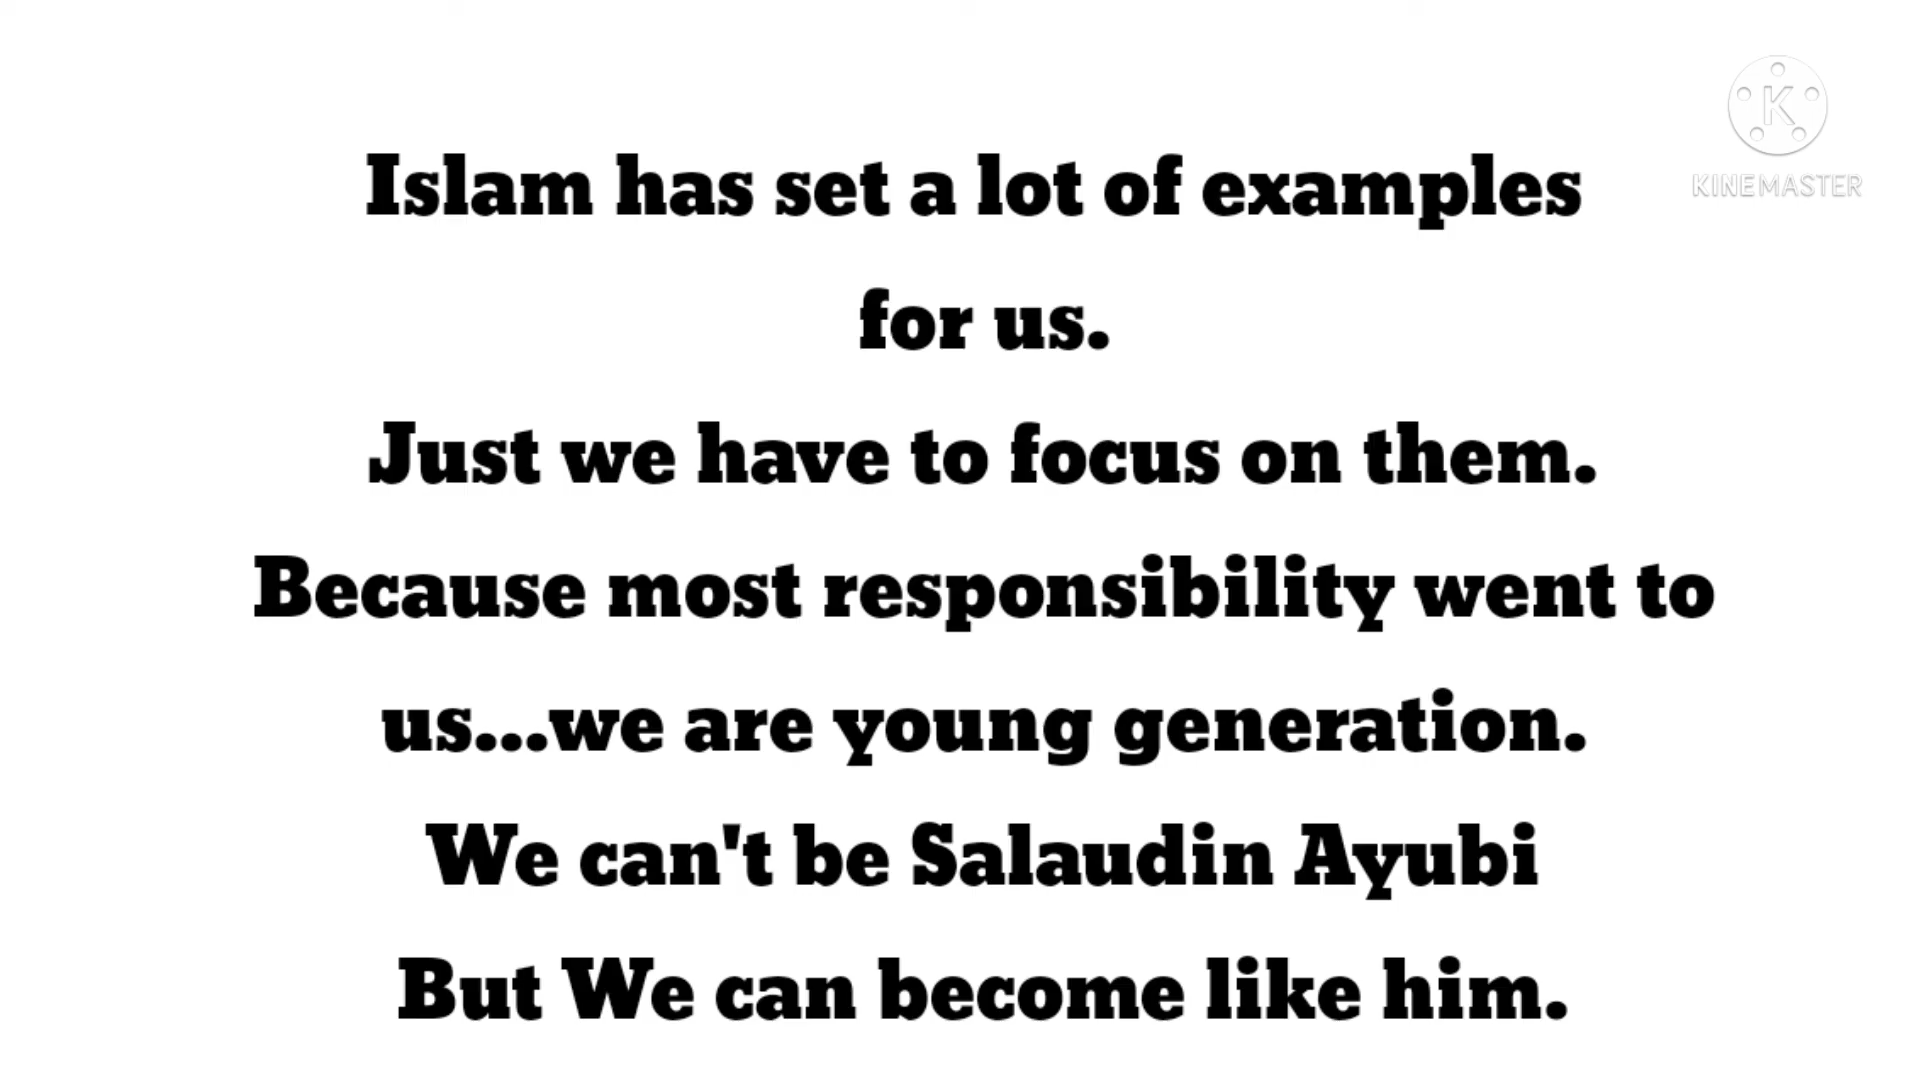 KINEMASTER
Islam has set a lot of examples
for us.
Just we have to focus on them.
Because most responsibility went to
us...we are young generation.
We can't be Salaudin Ayubi
But We can become like him.